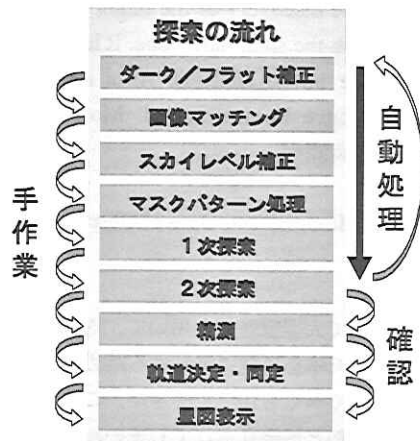 探索の流れ
ダーク／フラット補正
画像マッチング
スカイレベル補正
マスクパターン処理
1次探索
2次探索
精測
軌道決定・同定
星図表示
手作業
自動処理
確認